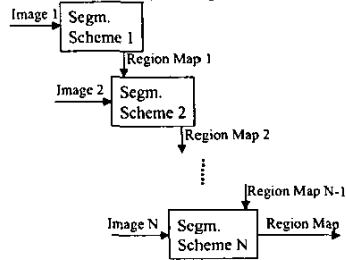 Image 1
Segm.
Scheme 1
Region Map 1
Image 2
Segm.
Scheme 2
Region Map 2
Region Map N-1
Image N
Segm.
Scheme N
Region Map